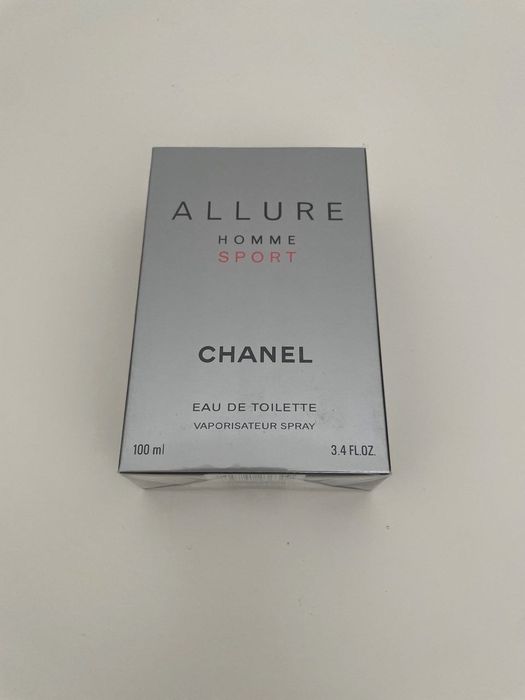 ALLURE
HOMME
SPORT
CHANEL
EAU DE TOILETTE
VAPORISATEUR SPRAY
100 ml 3.4 FL.OZ.